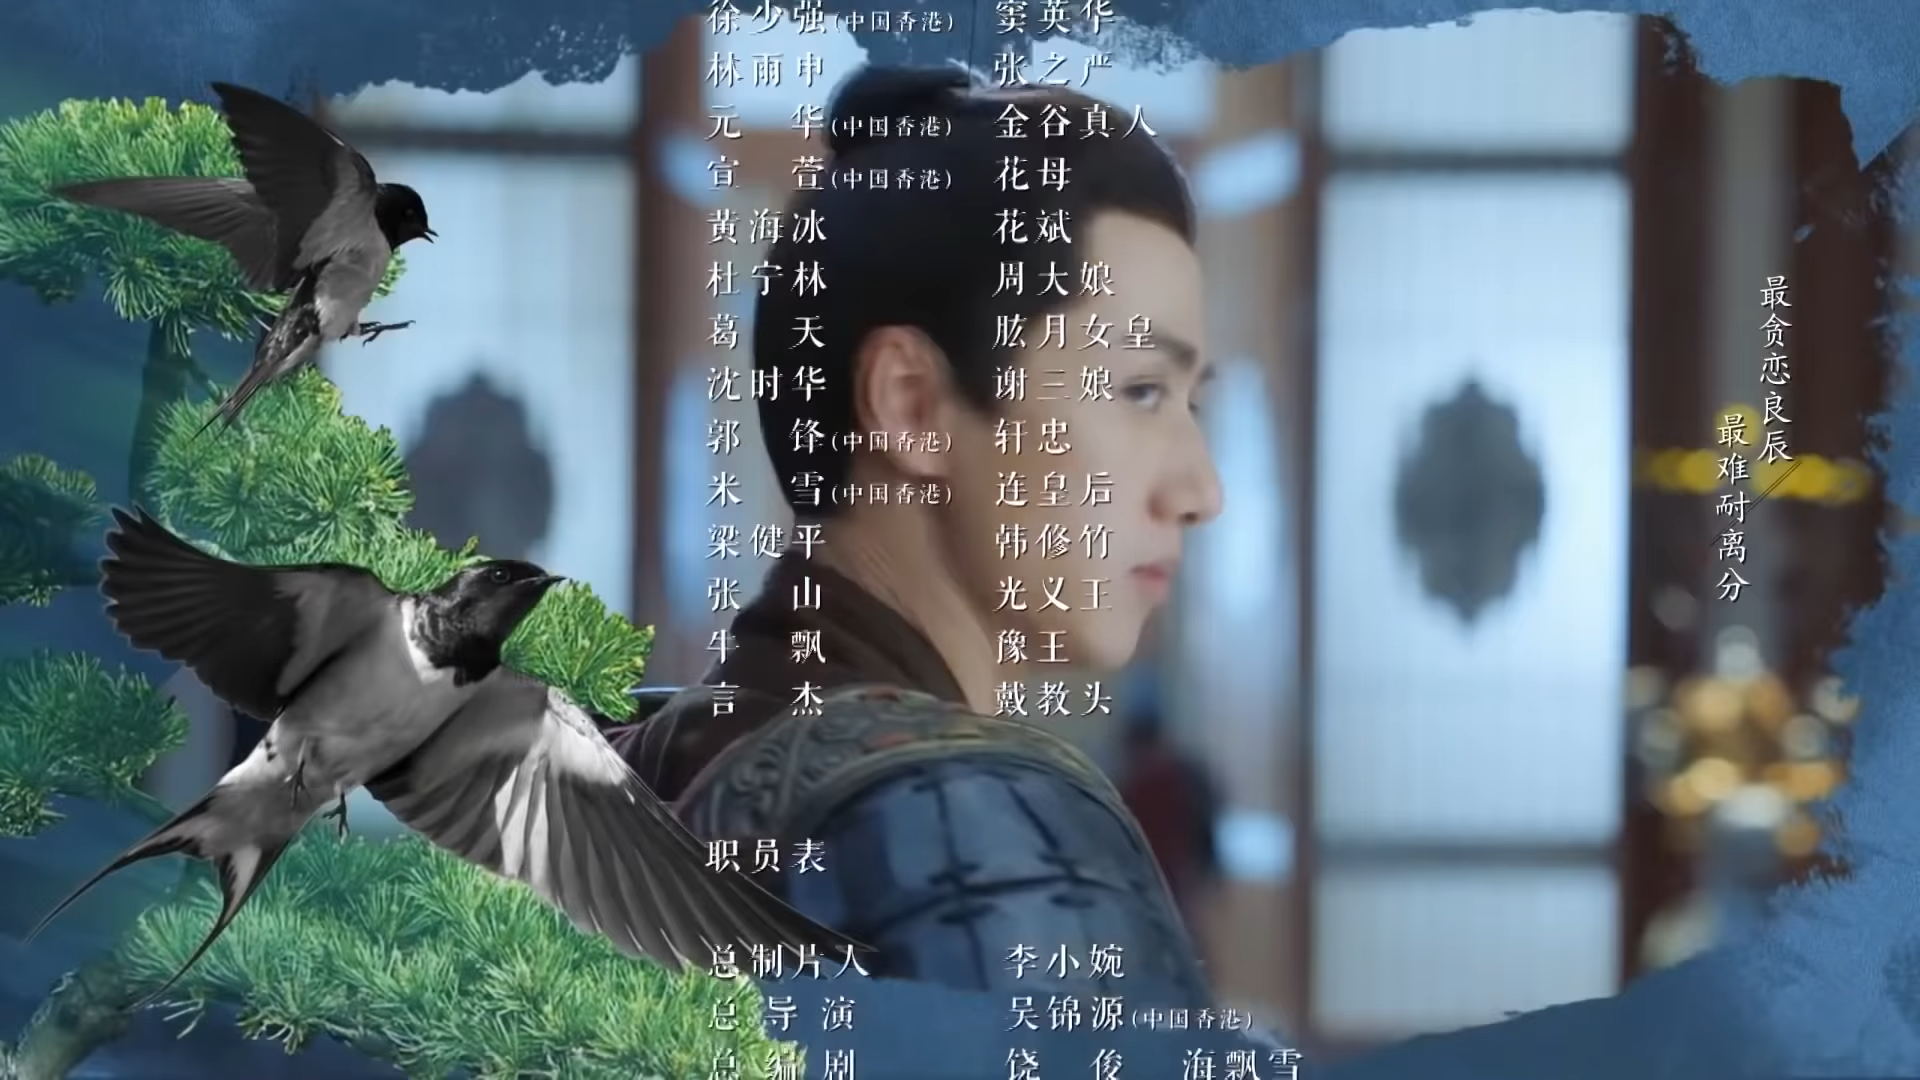 徐少强(中国香港) 窦英华
林雨申 张之严
元 华(中国香港) 金谷真人
宣 萱(中国香港) 花母
黄海冰 花斌
杜宁林 周大娘
葛 天 胘月女皇
沈时华 谢三娘
郭 锋(中国香港) 轩忠
米 雪(中国香港) 连皇后
梁健平 韩修竹
张 山 光义王
牛 飘 豫王
言 杰 戴教头
职员表
总制片人 李小婉
总导演 吴锦源(中国香港)
总编剧 饶 俊 海飘雪
最贪恋良辰
最难耐离分